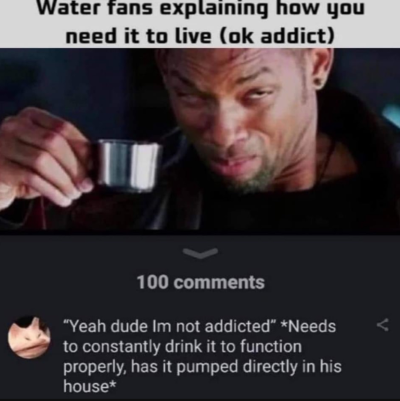 Water fans explaining how you
need it to live (ok addict)
100 comments
"Yeah dude Im not addicted" *Needs
to constantly drink it to function
properly, has it pumped directly in his
house*